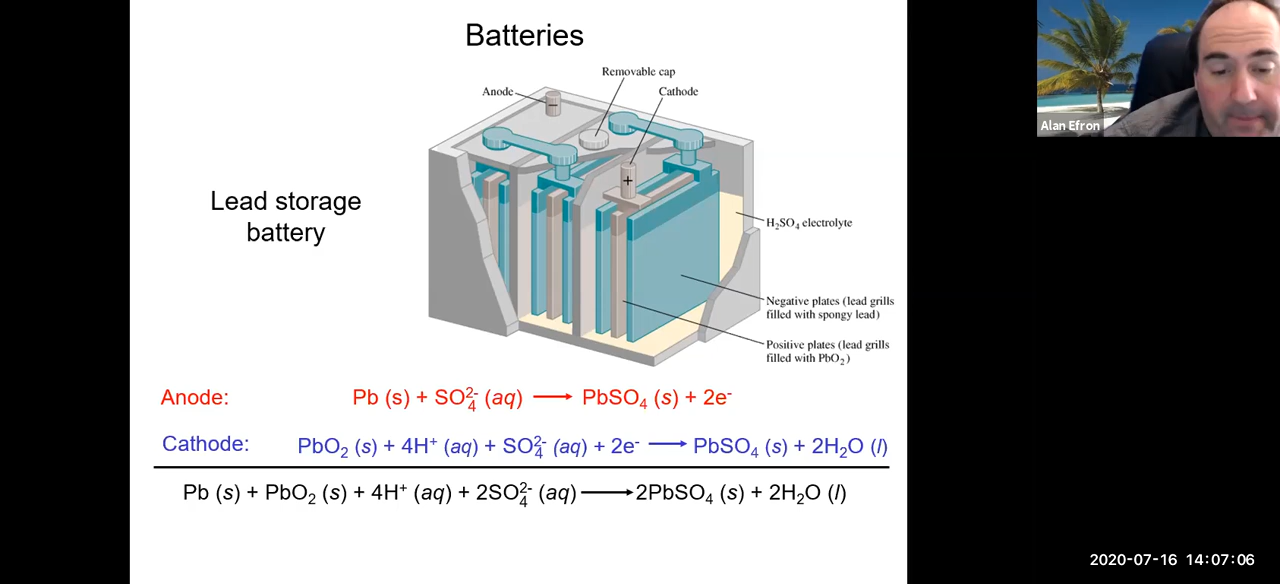 Batteries
Removable cap
Anode
Cathode
−
+
Lead storage
battery
H₂SO₄ electrolyte
Negative plates (lead grills
filled with spongy lead)
Positive plates (lead grills
filled with PbO₂)
Anode: Pb (s) + SO₄²⁻ (aq) ⟶ PbSO₄ (s) + 2e⁻
Cathode: PbO₂ (s) + 4H⁺ (aq) + SO₄²⁻ (aq) + 2e⁻ ⟶ PbSO₄ (s) + 2H₂O (l)
Pb (s) + PbO₂ (s) + 4H⁺ (aq) + 2SO₄²⁻ (aq) ⟶ 2PbSO₄ (s) + 2H₂O (l)
Alan Efron
2020-07-16 14:07:06